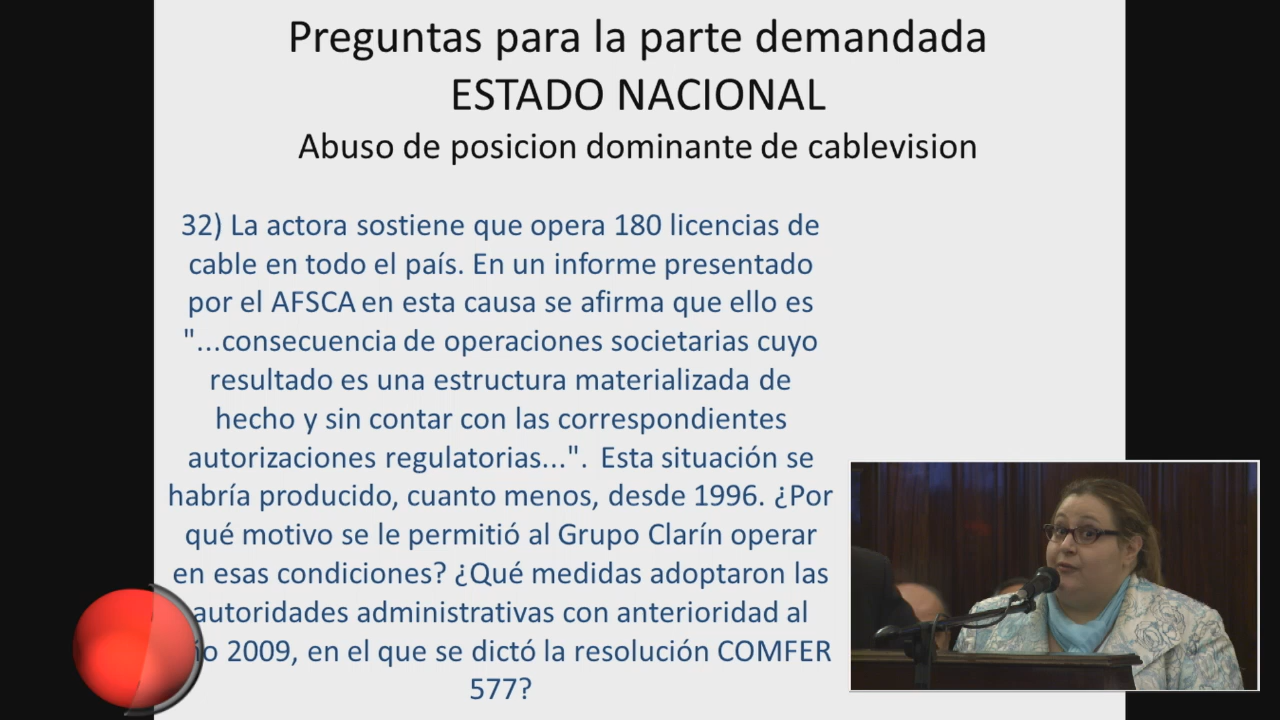 Preguntas para la parte demandada
ESTADO NACIONAL
Abuso de posicion dominante de cablevision
32) La actora sostiene que opera 180 licencias de
cable en todo el país. En un informe presentado
por el AFSCA en esta causa se afirma que ello es
"...consecuencia de operaciones societarias cuyo
resultado es una estructura materializada de
hecho y sin contar con las correspondientes
autorizaciones regulatorias...". Esta situación se
habría producido, cuanto menos, desde 1996. ¿Por
qué motivo se le permitió al Grupo Clarín operar
en esas condiciones? ¿Qué medidas adoptaron las
autoridades administrativas con anterioridad al
2009, en el que se dictó la resolución COMFER
577?